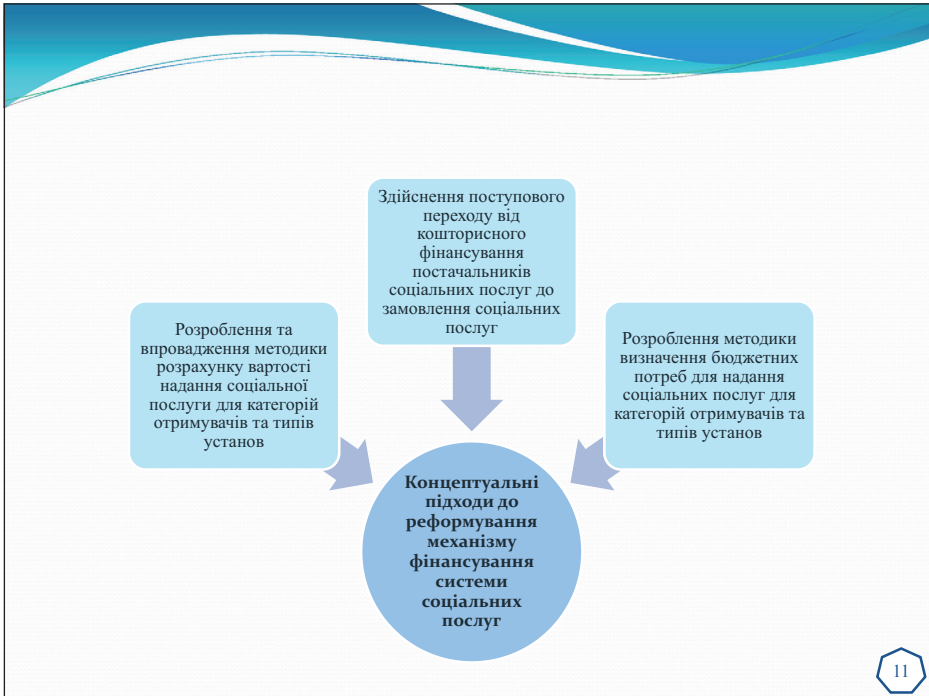 Здійснення поступового
переходу від
кошторисного
фінансування
постачальників
соціальних послуг до
замовлення соціальних
послуг
Розроблення та
впровадження методики
розрахунку вартості
надання соціальної
послуги для категорій
отримувачів та типів
установ
Розроблення методики
визначення бюджетних
потреб для надання
соціальних послуг для
категорій отримувачів та
типів установ
Концептуальні
підходи до
реформування
механізму
фінансування
системи
соціальних
послуг
11